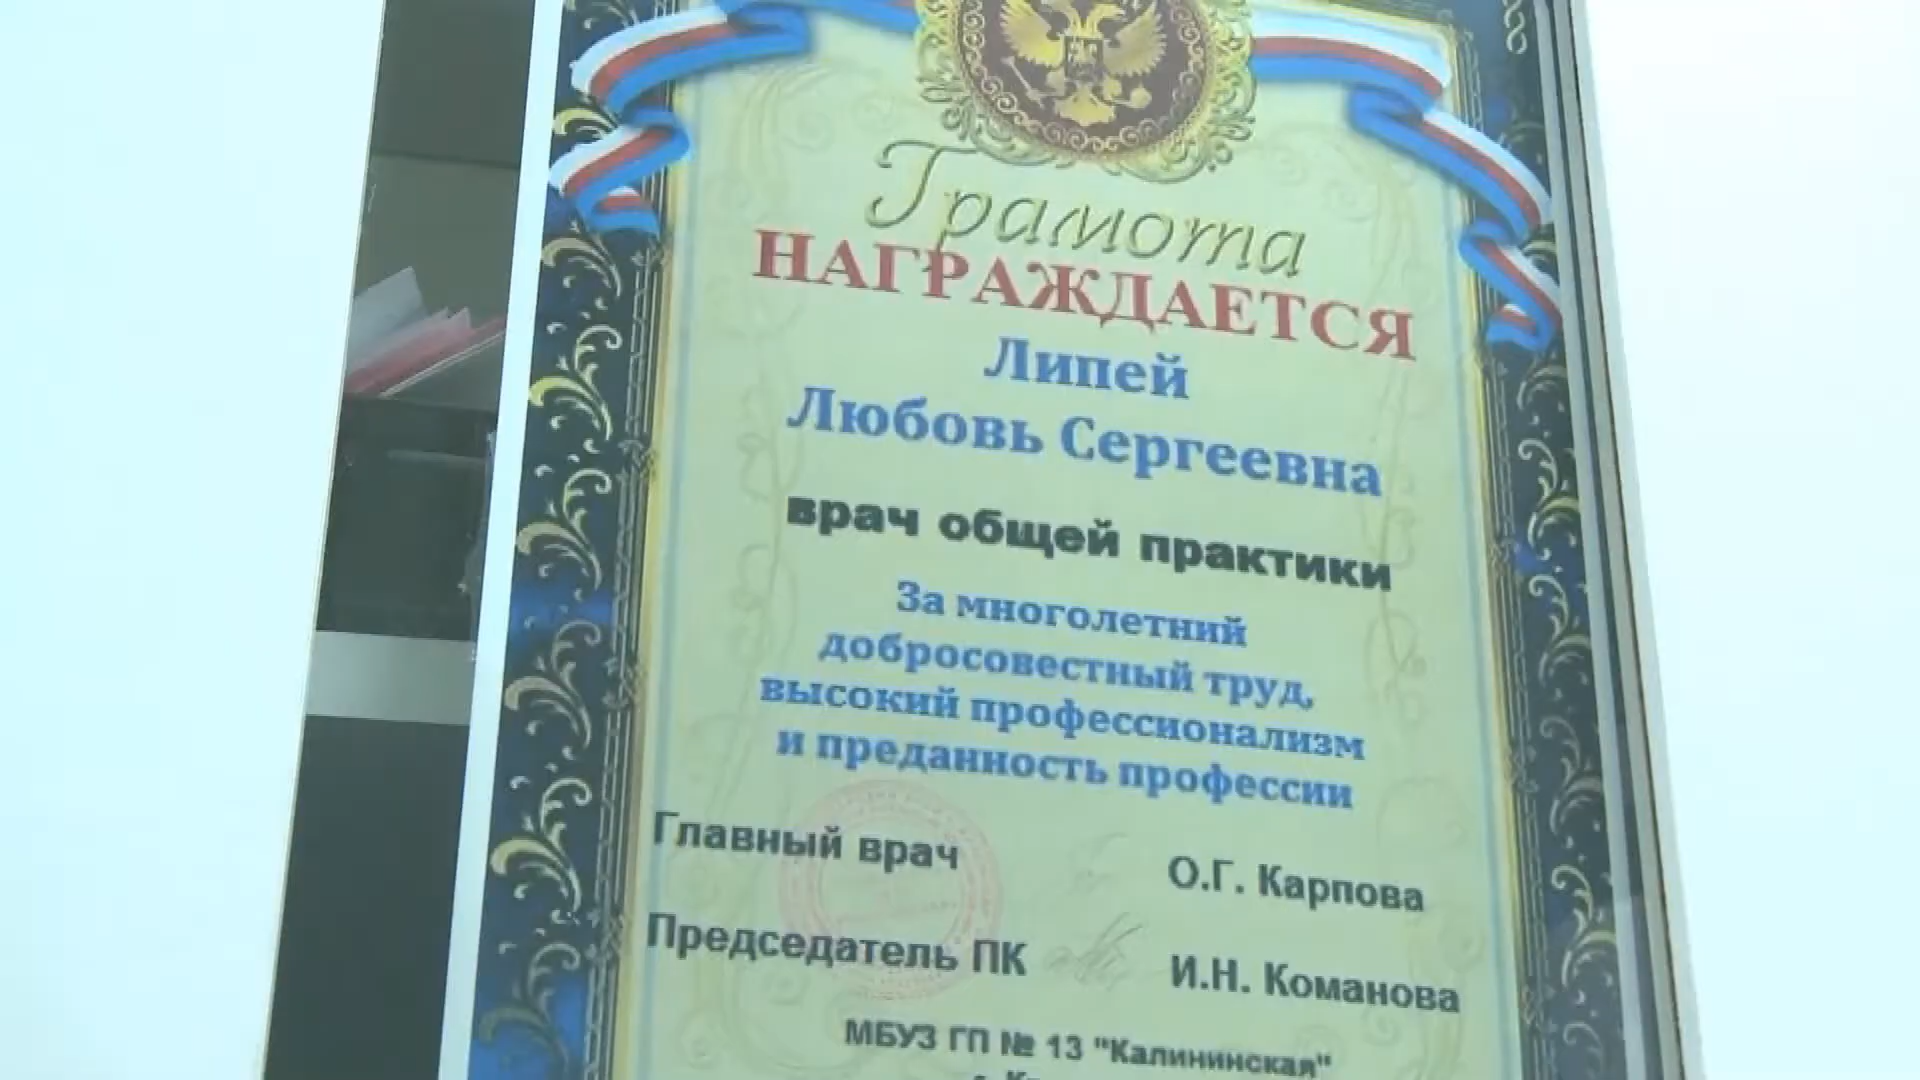 Грамота
НАГРАЖДАЕТСЯ
Липей
Любовь Сергеевна
врач общей практики
За многолетний
добросовестный труд,
высокий профессионализм
и преданность профессии
Главный врач О.Г. Карпова
Председатель ПК И.Н. Команова
МБУЗ ГП № 13 "Калининская"